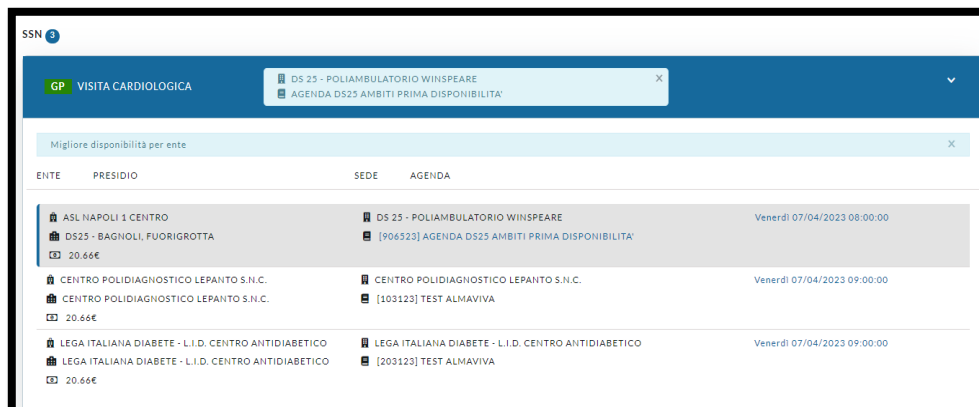 SSN 3
GP VISITA CARDIOLOGICA
DS 25 - POLIAMBULATORIO WINSPEARE X
AGENDA DS25 AMBITI PRIMA DISPONIBILITA'
Migliore disponibilità per ente X
ENTE PRESIDIO SEDE AGENDA
ASL NAPOLI 1 CENTRO DS 25 - POLIAMBULATORIO WINSPEARE Venerdì 07/04/2023 08:00:00
DS25 - BAGNOLI, FUORIGROTTA [906523] AGENDA DS25 AMBITI PRIMA DISPONIBILITA'
20.66€
CENTRO POLIDIAGNOSTICO LEPANTO S.N.C. CENTRO POLIDIAGNOSTICO LEPANTO S.N.C. Venerdì 07/04/2023 09:00:00
CENTRO POLIDIAGNOSTICO LEPANTO S.N.C. [103123] TEST ALMAVIVA
20.66€
LEGA ITALIANA DIABETE - L.I.D. CENTRO ANTIDIABETICO LEGA ITALIANA DIABETE - L.I.D. CENTRO ANTIDIABETICO Venerdì 07/04/2023 09:00:00
LEGA ITALIANA DIABETE - L.I.D. CENTRO ANTIDIABETICO [203123] TEST ALMAVIVA
20.66€